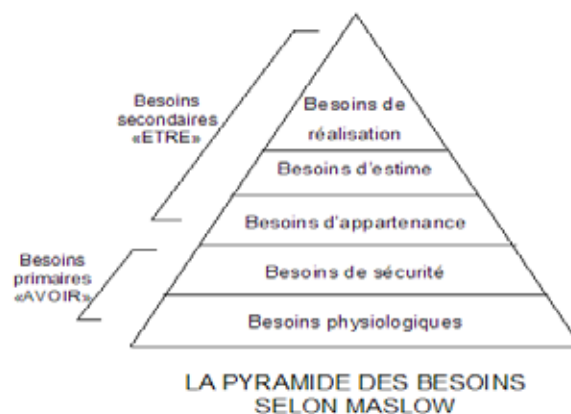 Besoins
secondaires
«ETRE»
Besoins de
réalisation
Besoins d'estime
Besoins d'appartenance
Besoins
primaires
«AVOIR»
Besoins de sécurité
Besoins physiologiques
LA PYRAMIDE DES BESOINS
SELON MASLOW